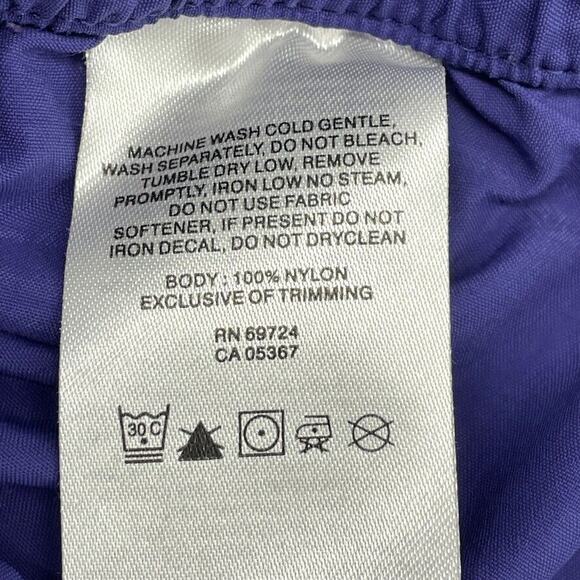 MACHINE WASH COLD GENTLE,
WASH SEPARATELY, DO NOT BLEACH,
TUMBLE DRY LOW, REMOVE
PROMPTLY, IRON LOW NO STEAM,
DO NOT USE FABRIC
SOFTENER, IF PRESENT DO NOT
IRON DECAL, DO NOT DRYCLEAN
BODY : 100% NYLON
EXCLUSIVE OF TRIMMING
RN 69724
CA 05367
30 C